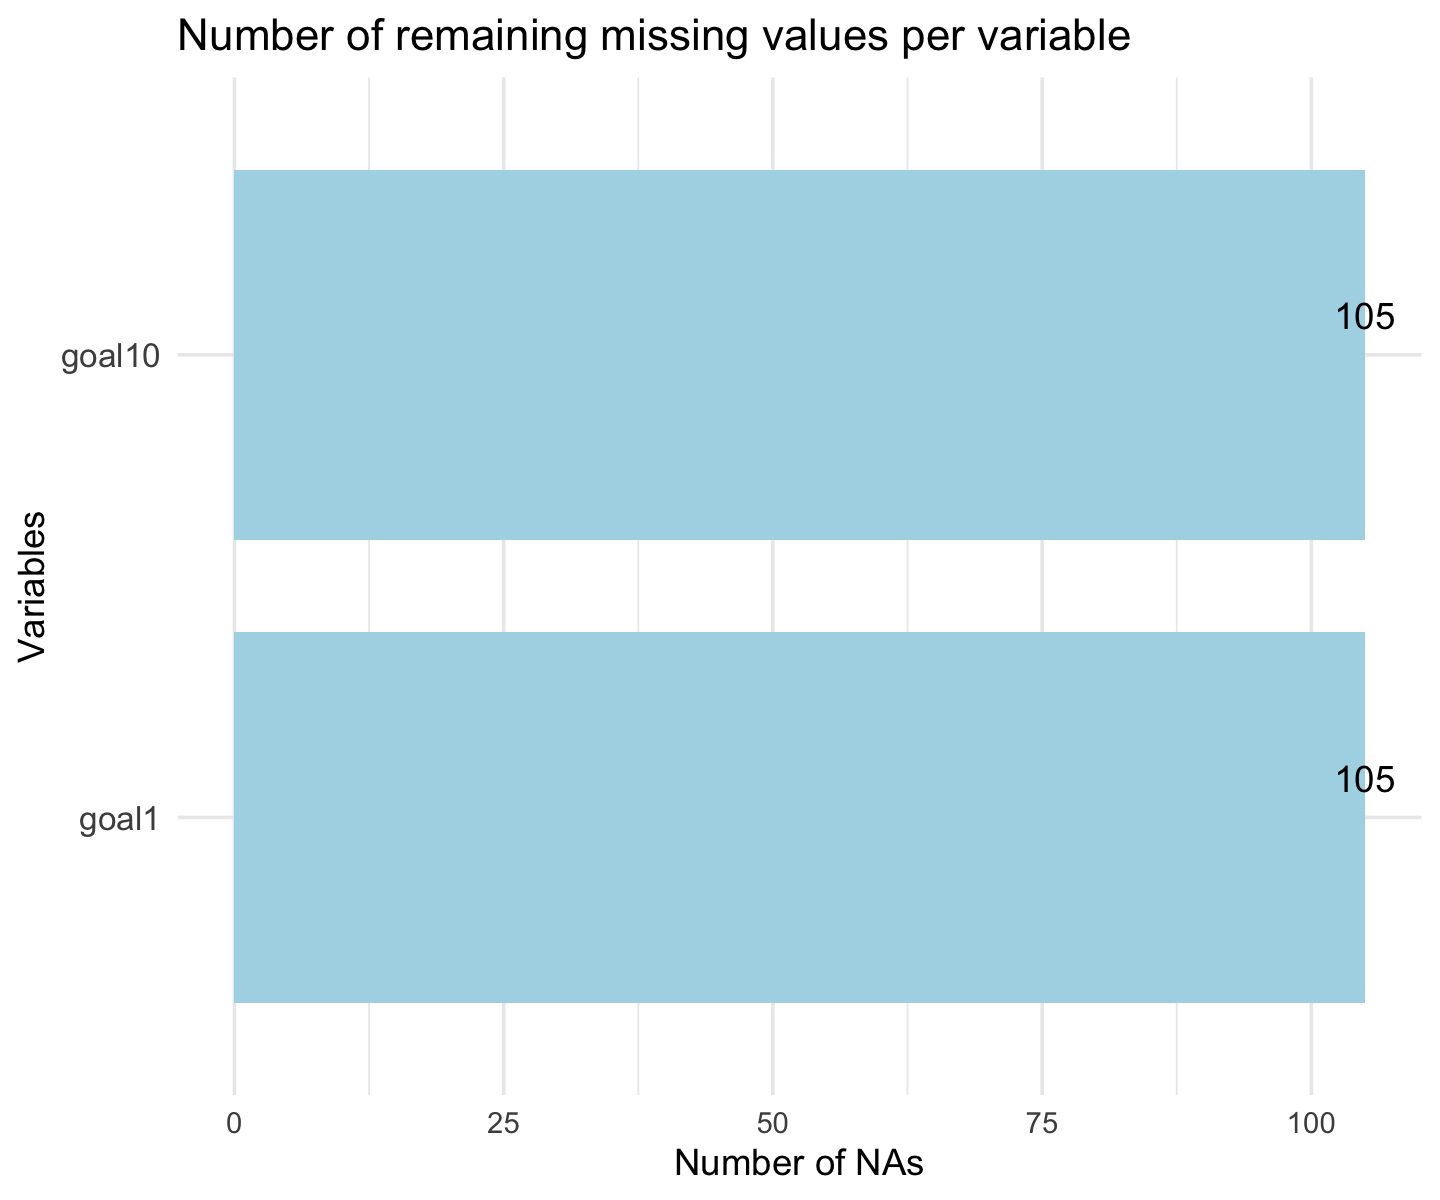 Number of remaining missing values per variable
105
goal10
Variables
105
goal1
0 25 50 75 100
Number of NAs